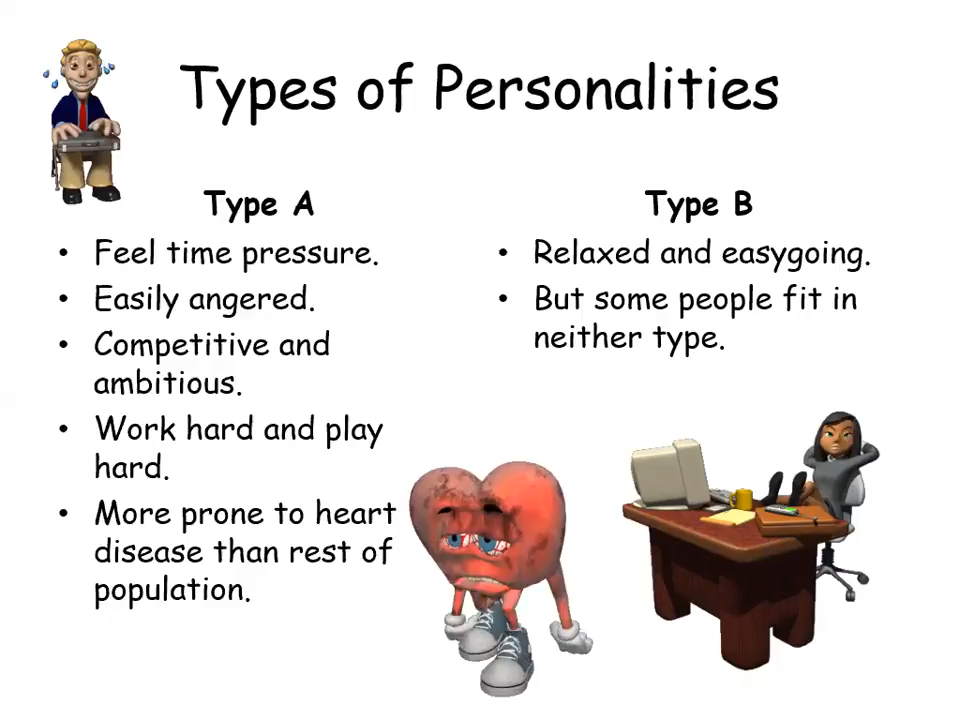 Types of Personalities
Type A
• Feel time pressure.
• Easily angered.
• Competitive and
ambitious.
• Work hard and play
hard.
• More prone to heart
disease than rest of
population.
Type B
• Relaxed and easygoing.
• But some people fit in
neither type.